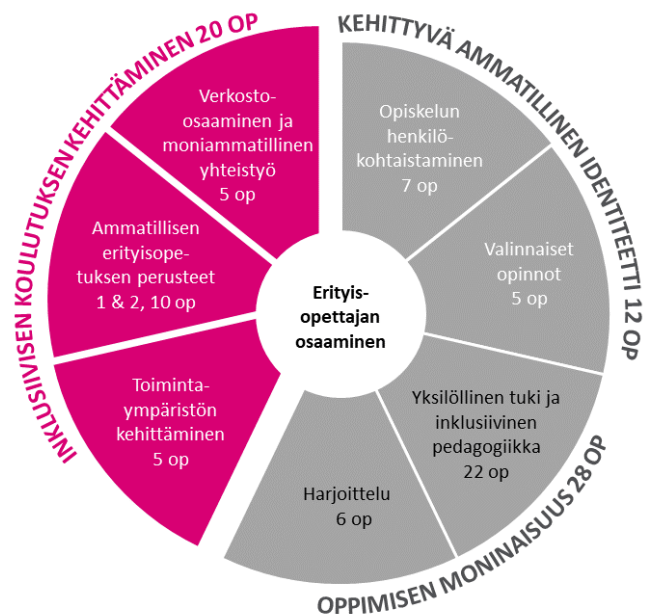 INKLUSIIVISEN KOULUTUKSEN KEHITTÄMINEN 20 OP
KEHITTYVÄ AMMATILLINEN IDENTITEETTI 12 OP
OPPIMISEN MONINAISUUS 28 OP
Verkosto-
osaaminen ja
moniammatillinen
yhteistyö
5 op
Opiskelun
henkilö-
kohtaistaminen
7 op
Ammatillisen
erityisope-
tuksen perusteet
1 & 2, 10 op
Valinnaiset
opinnot
5 op
Erityis-
opettajan
osaaminen
Toiminta-
ympäristön
kehittäminen
5 op
Yksilöllinen tuki ja
inklusiivinen
pedagogiikka
22 op
Harjoittelu
6 op